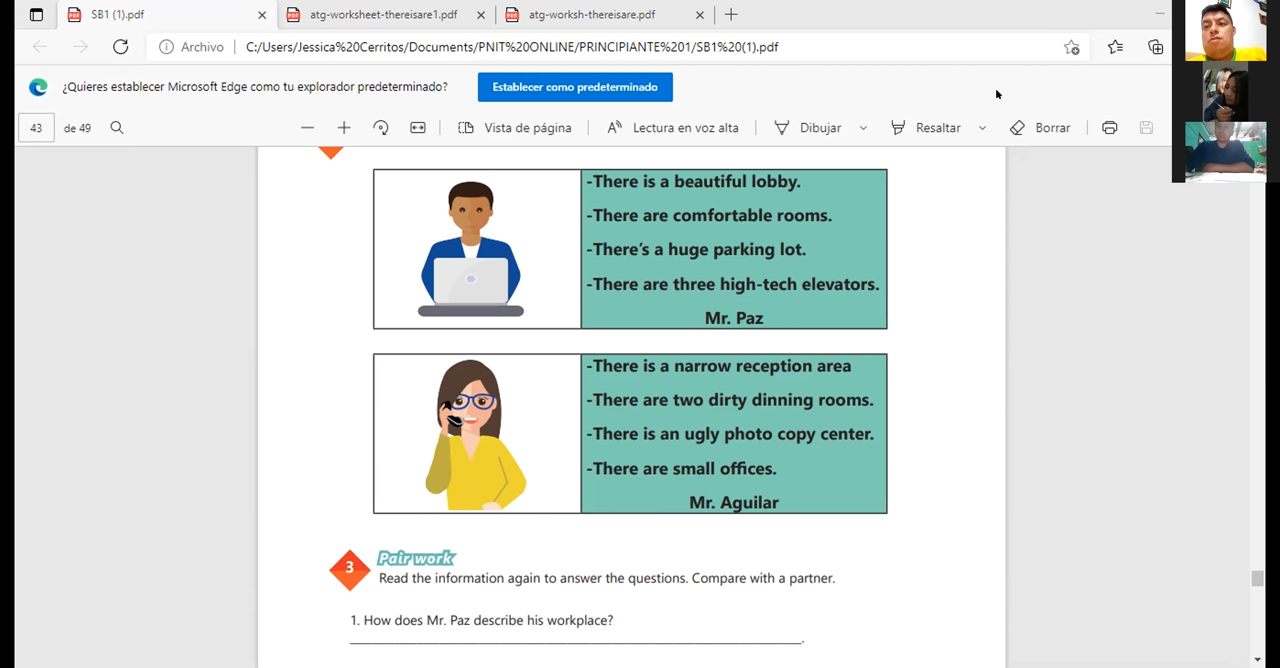 SB1 (1).pdf
atg-worksheet-thereisare1.pdf
atg-worksh-thereisare.pdf
Archivo
C:/Users/Jessica%20Cerritos/Documents/PNIT%20ONLINE/PRINCIPIANTE%201/SB1%20(1).pdf
¿Quieres establecer Microsoft Edge como tu explorador predeterminado?
Establecer como predeterminado
43
de 49
Vista de página
Lectura en voz alta
Dibujar
Resaltar
Borrar
-There is a beautiful lobby.
-There are comfortable rooms.
-There's a huge parking lot.
-There are three high-tech elevators.
Mr. Paz
-There is a narrow reception area
-There are two dirty dinning rooms.
-There is an ugly photo copy center.
-There are small offices.
Mr. Aguilar
3
Pair work
Read the information again to answer the questions. Compare with a partner.
1. How does Mr. Paz describe his workplace?